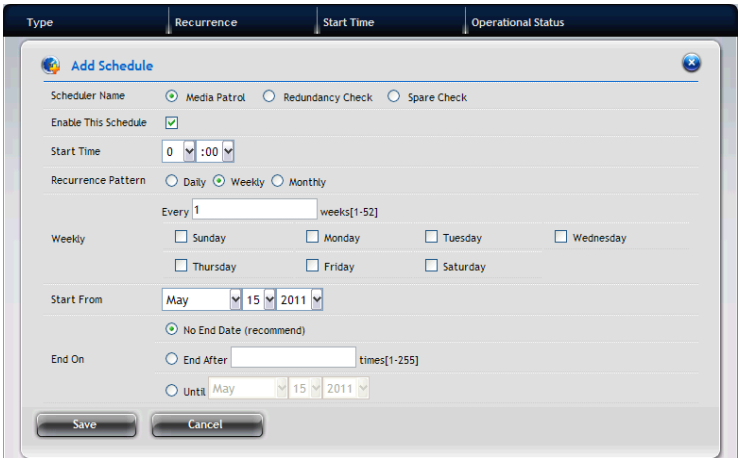 Type Recurrence Start Time Operational Status
Add Schedule
Scheduler Name Media Patrol Redundancy Check Spare Check
Enable This Schedule
Start Time 0 :00
Recurrence Pattern Daily Weekly Monthly
Every 1 weeks[1-52]
Weekly Sunday Monday Tuesday Wednesday
Thursday Friday Saturday
Start From May 15 2011
No End Date (recommend)
End On End After times[1-255]
Until May 15 2011
Save Cancel